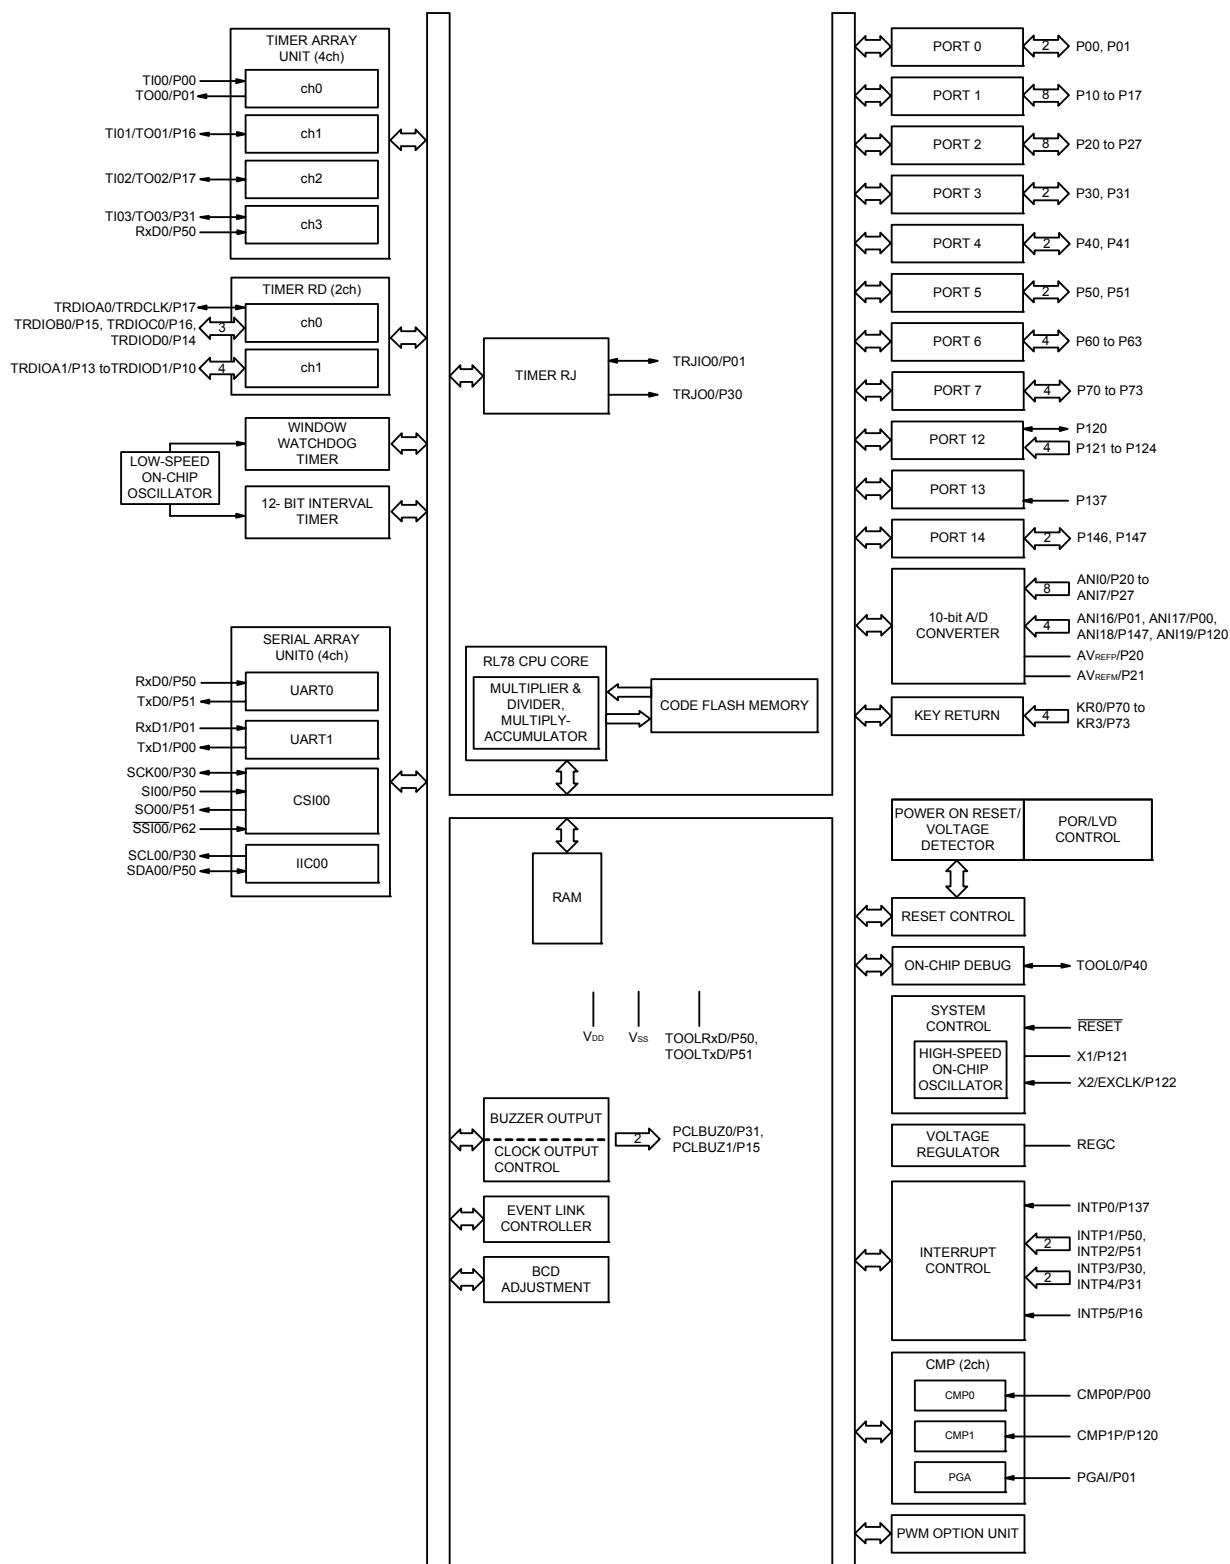 TIMER ARRAY
UNIT (4ch)
TI00/P00
TO00/P01
ch0
TI01/TO01/P16
ch1
TI02/TO02/P17
ch2
TI03/TO03/P31
RxD0/P50
ch3
TIMER RD (2ch)
TRDIOA0/TRDCLK/P17
TRDIOB0/P15, TRDIOC0/P16,
TRDIOD0/P14
3
ch0
TRDIOA1/P13 toTRDIOD1/P10
4
ch1
WINDOW
WATCHDOG
TIMER
LOW-SPEED
ON-CHIP
OSCILLATOR
12- BIT INTERVAL
TIMER
SERIAL ARRAY
UNIT0 (4ch)
RxD0/P50
TxD0/P51
UART0
RxD1/P01
TxD1/P00
UART1
SCK00/P30
SI00/P50
SO00/P51
SSI00/P62
CSI00
SCL00/P30
SDA00/P50
IIC00
TIMER RJ
TRJIO0/P01
TRJO0/P30
RL78 CPU CORE
MULTIPLIER &
DIVIDER,
MULTIPLY-
ACCUMULATOR
CODE FLASH MEMORY
RAM
VDD
VSS
TOOLRxD/P50,
TOOLTxD/P51
BUZZER OUTPUT
CLOCK OUTPUT
CONTROL
2
PCLBUZ0/P31,
PCLBUZ1/P15
EVENT LINK
CONTROLLER
BCD
ADJUSTMENT
PORT 0
2
P00, P01
PORT 1
8
P10 to P17
PORT 2
8
P20 to P27
PORT 3
2
P30, P31
PORT 4
2
P40, P41
PORT 5
2
P50, P51
PORT 6
4
P60 to P63
PORT 7
4
P70 to P73
PORT 12
P120
4
P121 to P124
PORT 13
P137
PORT 14
2
P146, P147
10-bit A/D
CONVERTER
8
ANI0/P20 to
ANI7/P27
4
ANI16/P01, ANI17/P00,
ANI18/P147, ANI19/P120
AVREFP/P20
AVREFM/P21
KEY RETURN
4
KR0/P70 to
KR3/P73
POWER ON RESET/
VOLTAGE
DETECTOR
POR/LVD
CONTROL
RESET CONTROL
ON-CHIP DEBUG
TOOL0/P40
SYSTEM
CONTROL
HIGH-SPEED
ON-CHIP
OSCILLATOR
RESET
X1/P121
X2/EXCLK/P122
VOLTAGE
REGULATOR
REGC
INTERRUPT
CONTROL
INTP0/P137
2
INTP1/P50,
INTP2/P51
2
INTP3/P30,
INTP4/P31
INTP5/P16
CMP (2ch)
CMP0
CMP0P/P00
CMP1
CMP1P/P120
PGA
PGAI/P01
PWM OPTION UNIT